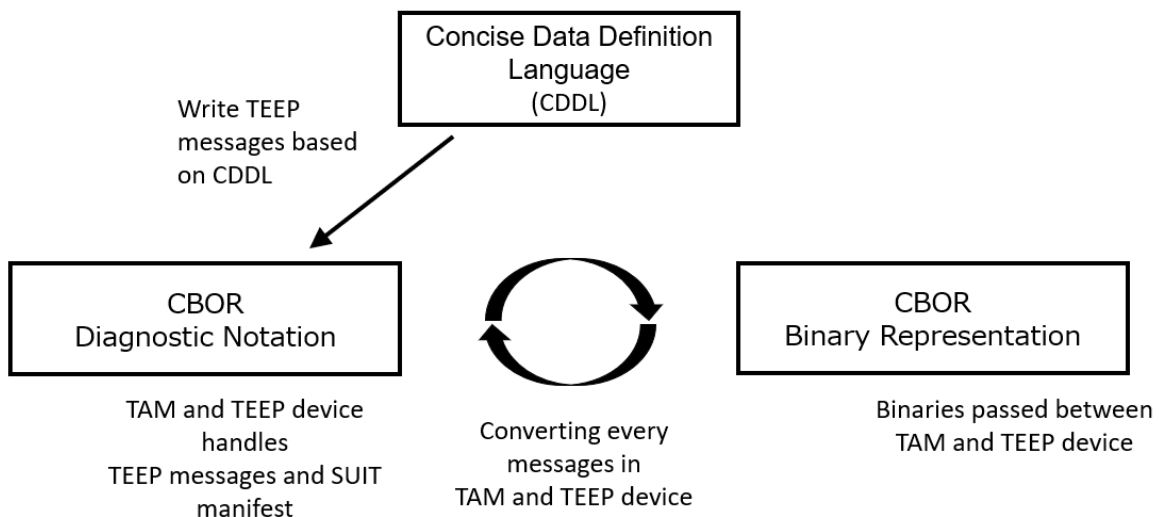 Concise Data Definition
Language
(CDDL)
Write TEEP
messages based
on CDDL
CBOR
Diagnostic Notation
CBOR
Binary Representation
TAM and TEEP device
handles
TEEP messages and SUIT
manifest
Converting every
messages in
TAM and TEEP device
Binaries passed between
TAM and TEEP device